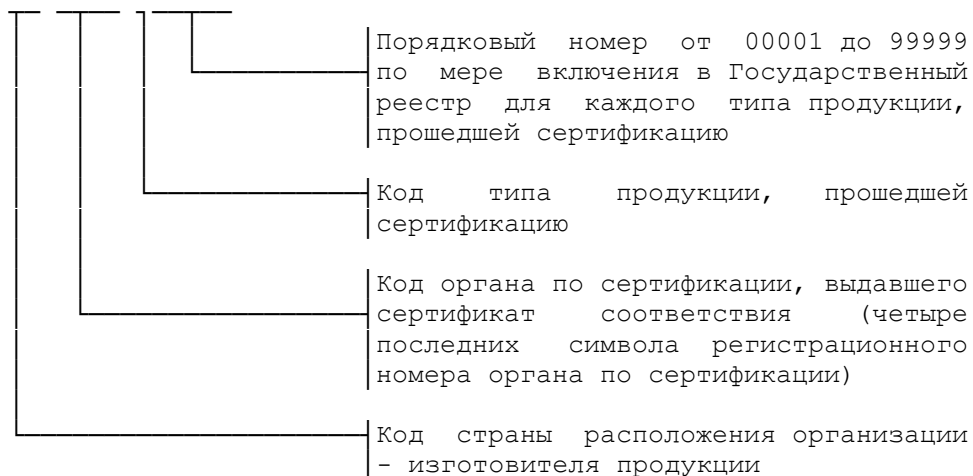 Порядковый номер от 00001 до 99999
по мере включения в Государственный
реестр для каждого типа продукции,
прошедшей сертификацию
Код типа продукции, прошедшей
сертификацию
Код органа по сертификации, выдавшего
сертификат соответствия (четыре
последних символа регистрационного
номера органа по сертификации)
Код страны расположения организации
- изготовителя продукции